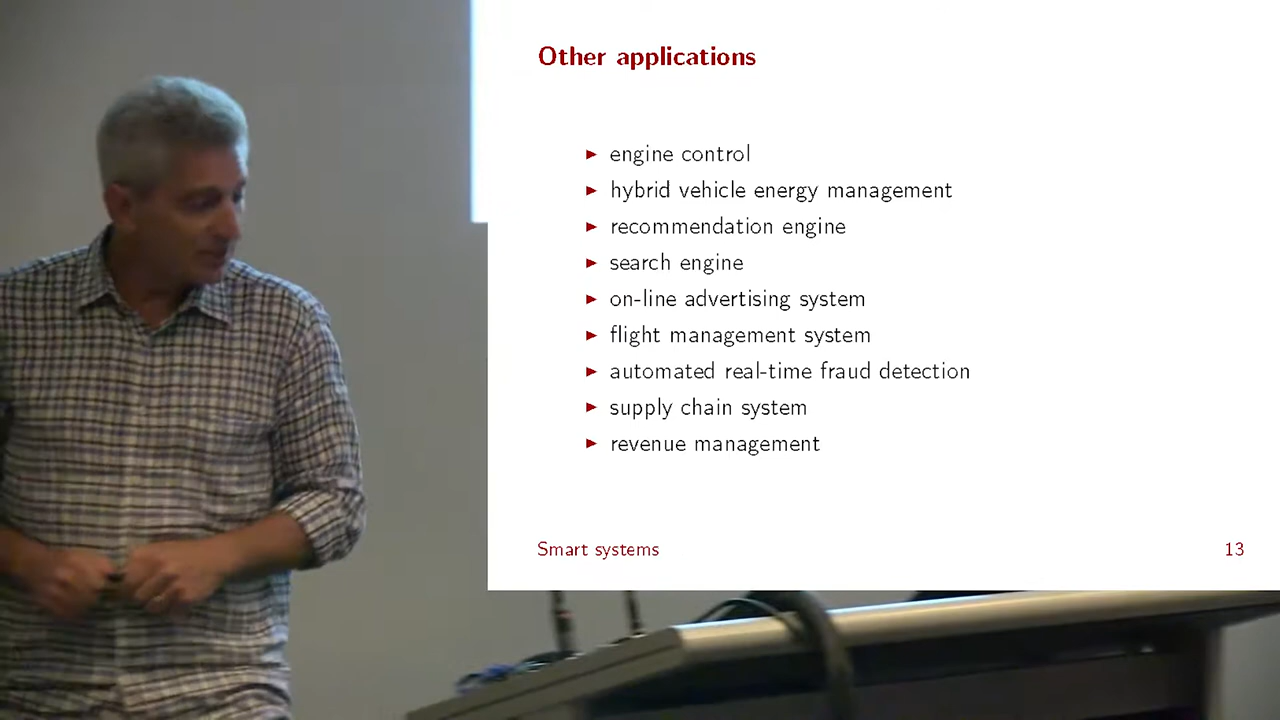 Other applications
▶ engine control
▶ hybrid vehicle energy management
▶ recommendation engine
▶ search engine
▶ on-line advertising system
▶ flight management system
▶ automated real-time fraud detection
▶ supply chain system
▶ revenue management
Smart systems 13